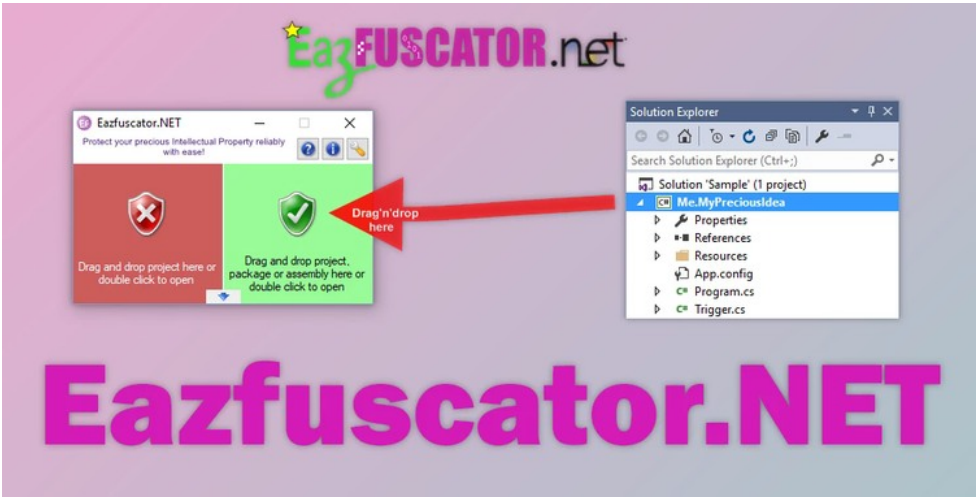 EazFUSCATOR.net
Eazfuscator.NET
Protect your precious Intellectual Property reliably
with ease!
Drag and drop project here or
double click to open
Drag and drop project,
package or assembly here or
double click to open
Drag'n'drop
here
Solution Explorer
Search Solution Explorer (Ctrl+;)
Solution 'Sample' (1 project)
C# Me.MyPreciousIdea
Properties
References
Resources
App.config
C# Program.cs
C# Trigger.cs
Eazfuscator.NET